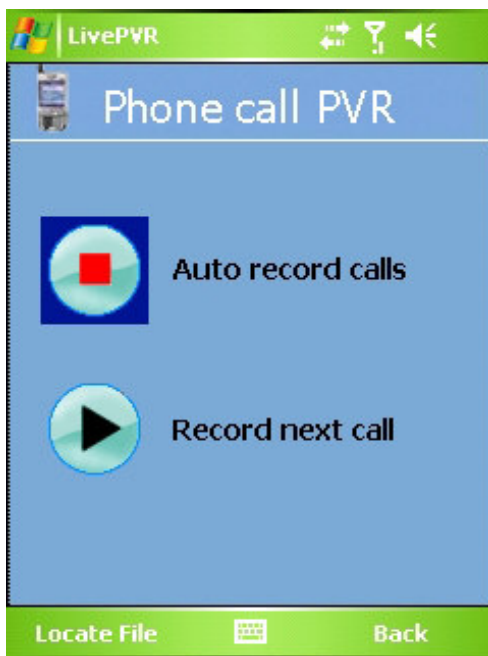 LivePVR
Phone call PVR
Auto record calls
Record next call
Locate File
Back